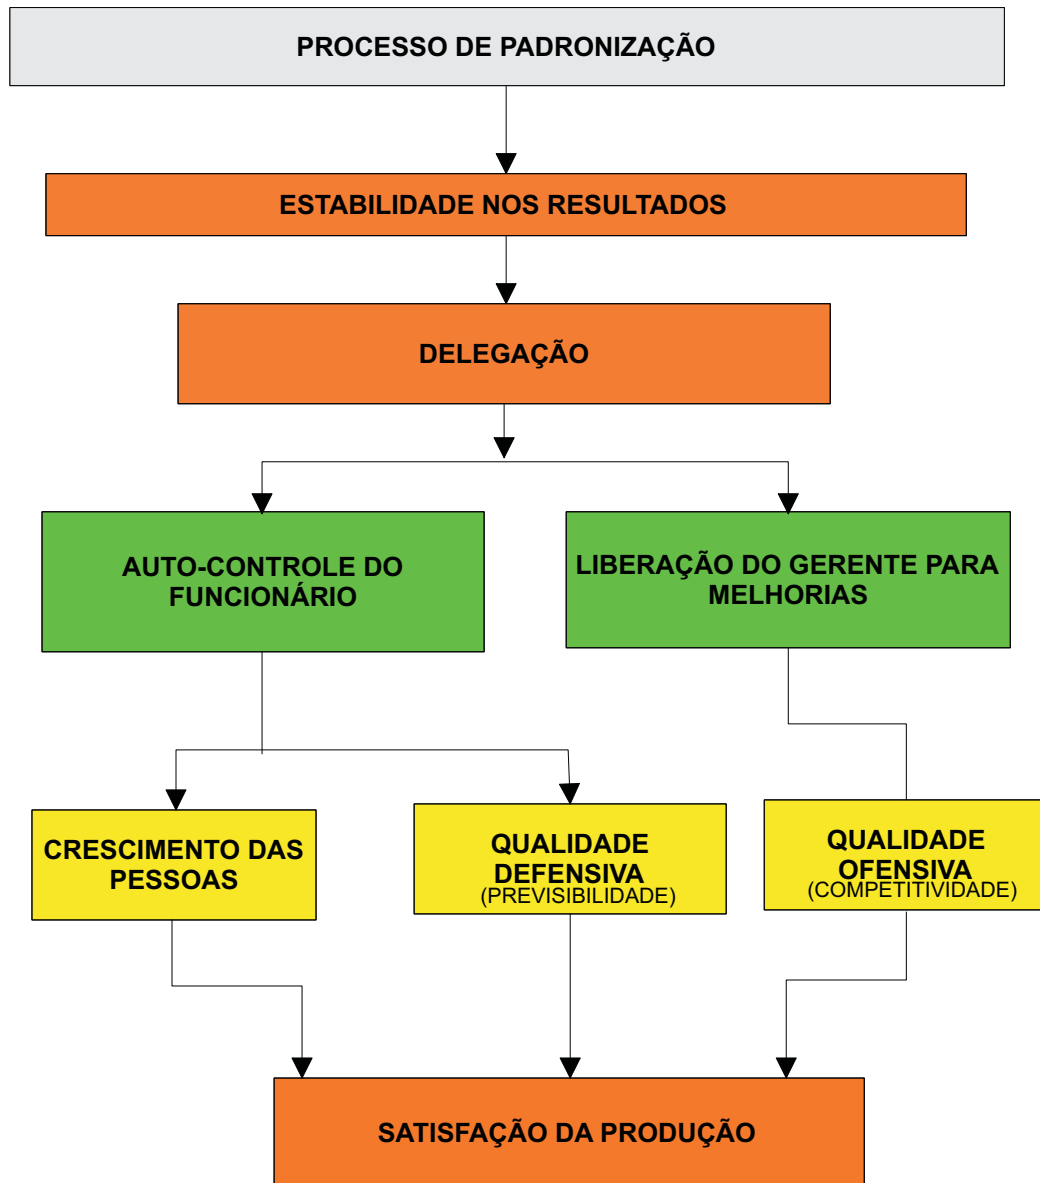 PROCESSO DE PADRONIZAÇÃO
ESTABILIDADE NOS RESULTADOS
DELEGAÇÃO
AUTO-CONTROLE DO
FUNCIONÁRIO
LIBERAÇÃO DO GERENTE PARA
MELHORIAS
CRESCIMENTO DAS
PESSOAS
QUALIDADE
DEFENSIVA
(PREVISIBILIDADE)
QUALIDADE
OFENSIVA
(COMPETITIVIDADE)
SATISFAÇÃO DA PRODUÇÃO